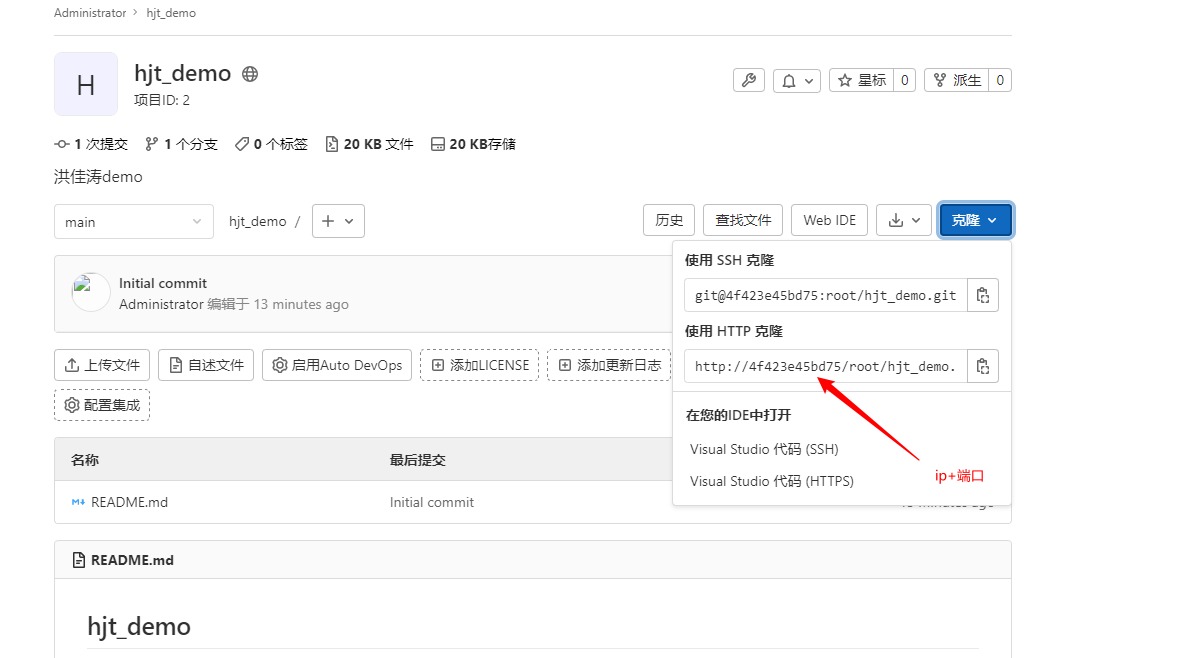 Administrator › hjt_demo
H
hjt_demo
项目ID: 2
星标 0
派生 0
1 次提交 1 个分支 0 个标签 20 KB 文件 20 KB存储
洪佳涛demo
main
hjt_demo /
历史 查找文件 Web IDE 克隆
使用 SSH 克隆
git@4f423e45bd75:root/hjt_demo.git
使用 HTTP 克隆
http://4f423e45bd75/root/hjt_demo.
在您的IDE中打开
Visual Studio 代码 (SSH)
Visual Studio 代码 (HTTPS)
ip+端口
Initial commit
Administrator 编辑于 13 minutes ago
上传文件 自述文件 启用Auto DevOps 添加LICENSE 添加更新日志
配置集成
名称 最后提交
README.md Initial commit
README.md
hjt_demo